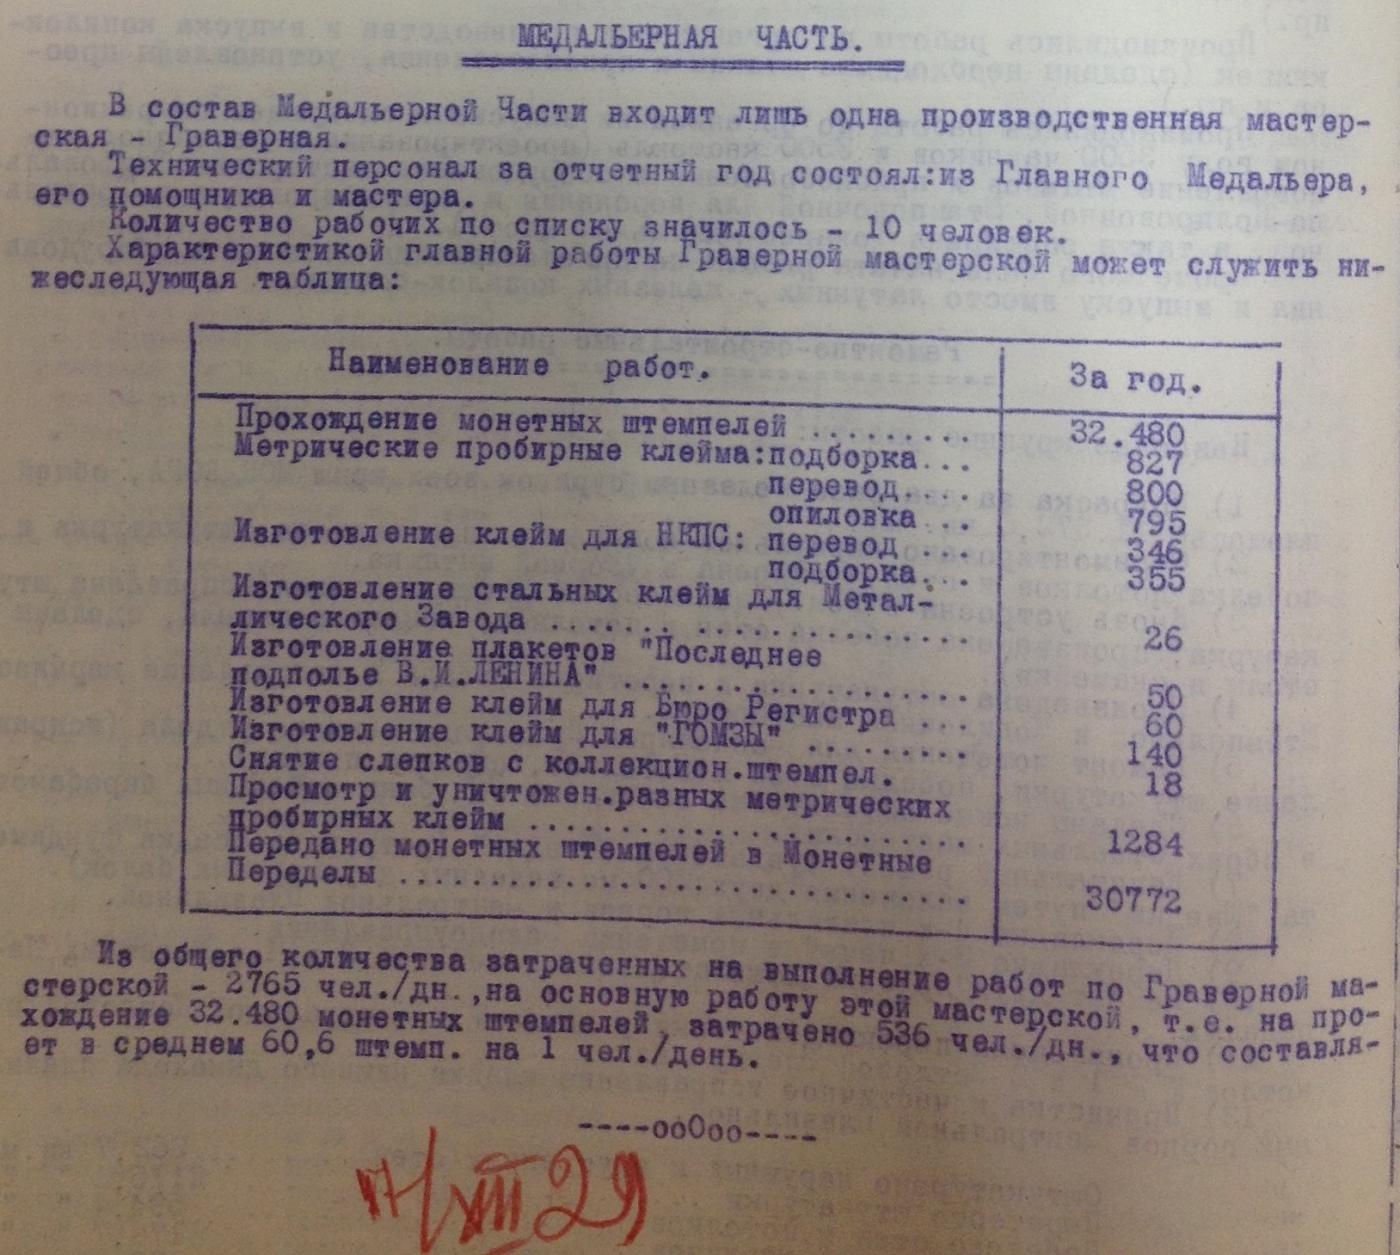 МЕДАЛЬЕРНАЯ ЧАСТЬ.
В состав Медальерной Части входит лишь одна производственная мастер-
ская - Граверная.
Технический персонал за отчетный год состоял:из Главного Медальера,
его помощника и мастера.
Количество рабочих по списку значилось - 10 человек.
Характеристикой главной работы Граверной мастерской может служить ни-
жеследующая таблица:
Наименование работ. За год.
Прохождение монетных штемпелей ......... 32.480
Метрические пробирные клейма:подборка... 827
перевод.... 800
опиловка ... 795
Изготовление клейм для НКПС: перевод ... 346
подборка.... 355
Изготовление стальных клейм для Метал-
лического Завода ....... .................. 26
Изготовление плакетов "Последнее
подполье В.И.ЛЕНИНА" .................... 50
Изготовление клейм для Бюро Регистра .... 60
Изготовление клейм для "ГОМЗЫ" ......... 140
Снятие слепков с коллекцион.штемпел. 18
Просмотр и уничтожен.разных метрических
пробирных клейм ......................... 1284
Передано монетных штемпелей в Монетные
Переделы ................................ 30772
Из общего количества затраченных на выполнение работ по Граверной ма-
стерской - 2765 чел./дн.,на основную работу этой мастерской, т.е. на про-
хождение 32.480 монетных штемпелей, затрачено 536 чел./дн., что составля-
ет в среднем 60,6 штемп. на 1 чел./день.
----ооОоо----
29